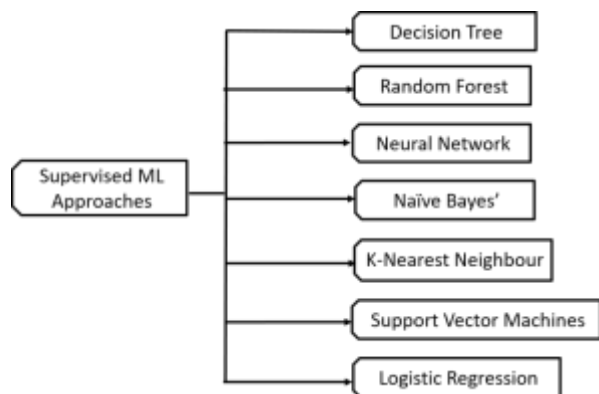 Decision Tree
Random Forest
Neural Network
Supervised ML
Approaches
Naïve Bayes’
K-Nearest Neighbour
Support Vector Machines
Logistic Regression